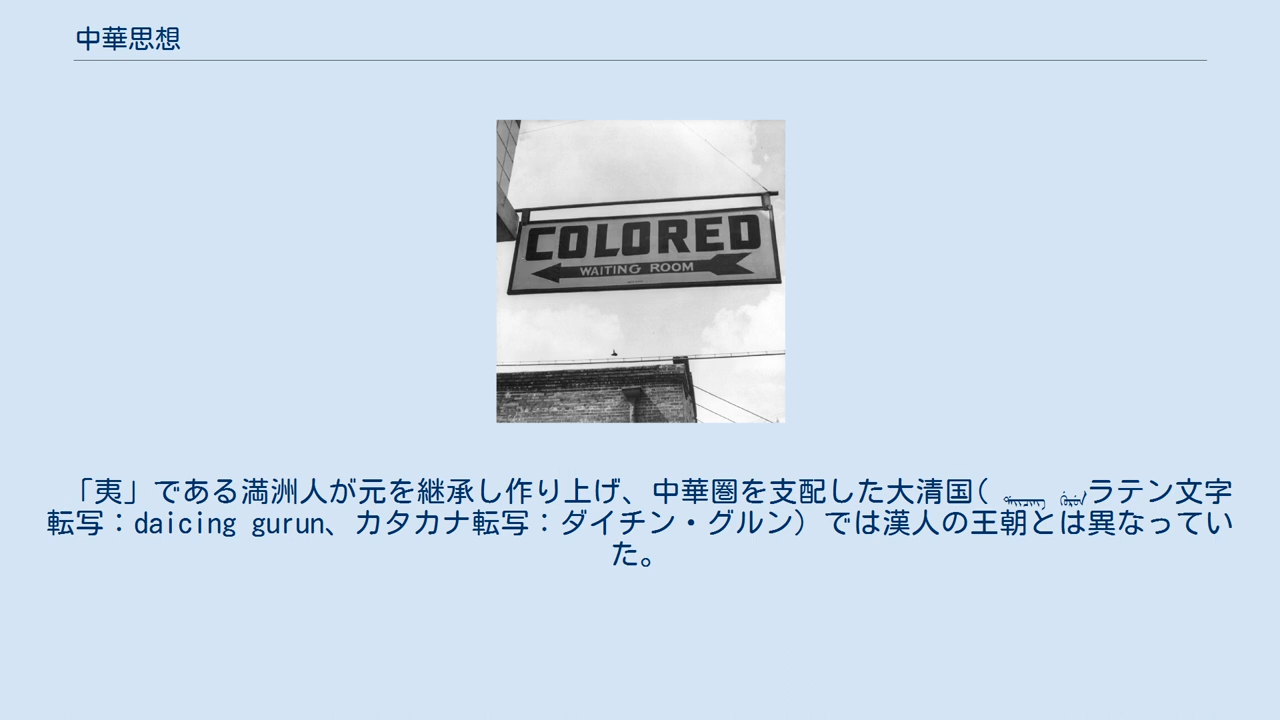 中華思想
COLORED
WAITING ROOM
「夷」である満洲人が元を継承し作り上げ、中華圏を支配した大清国( ラテン文字
転写：daicing gurun、カタカナ転写：ダイチン・グルン）では漢人の王朝とは異なってい
た。